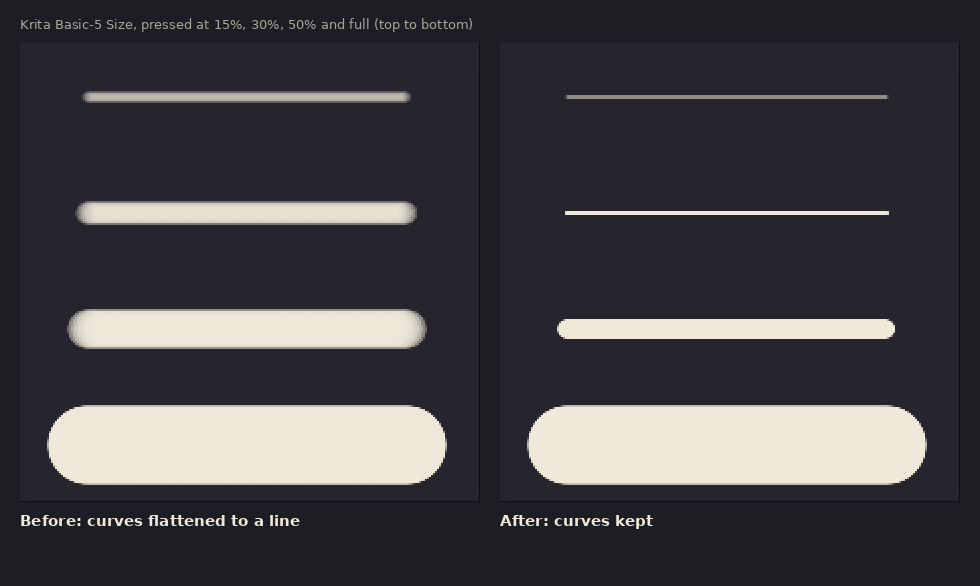 Krita Basic-5 Size, pressed at 15%, 30%, 50% and full (top to bottom)
Before: curves flattened to a line
After: curves kept